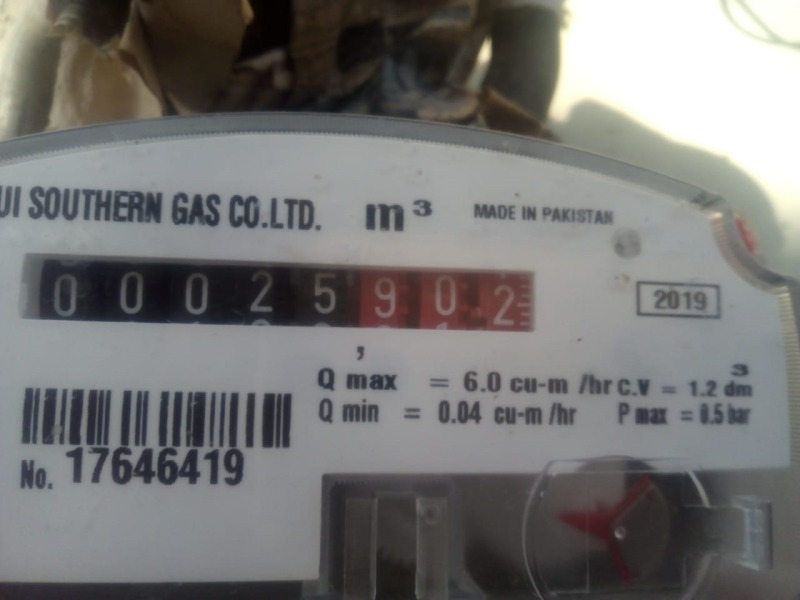 UI SOUTHERN GAS CO.LTD. m³ MADE IN PAKISTAN
00025902
2019
,
Q max = 6.0 cu-m /hr C.V = 1.2 dm³
Q min = 0.04 cu-m /hr P max = 0.5 bar
No. 17646419